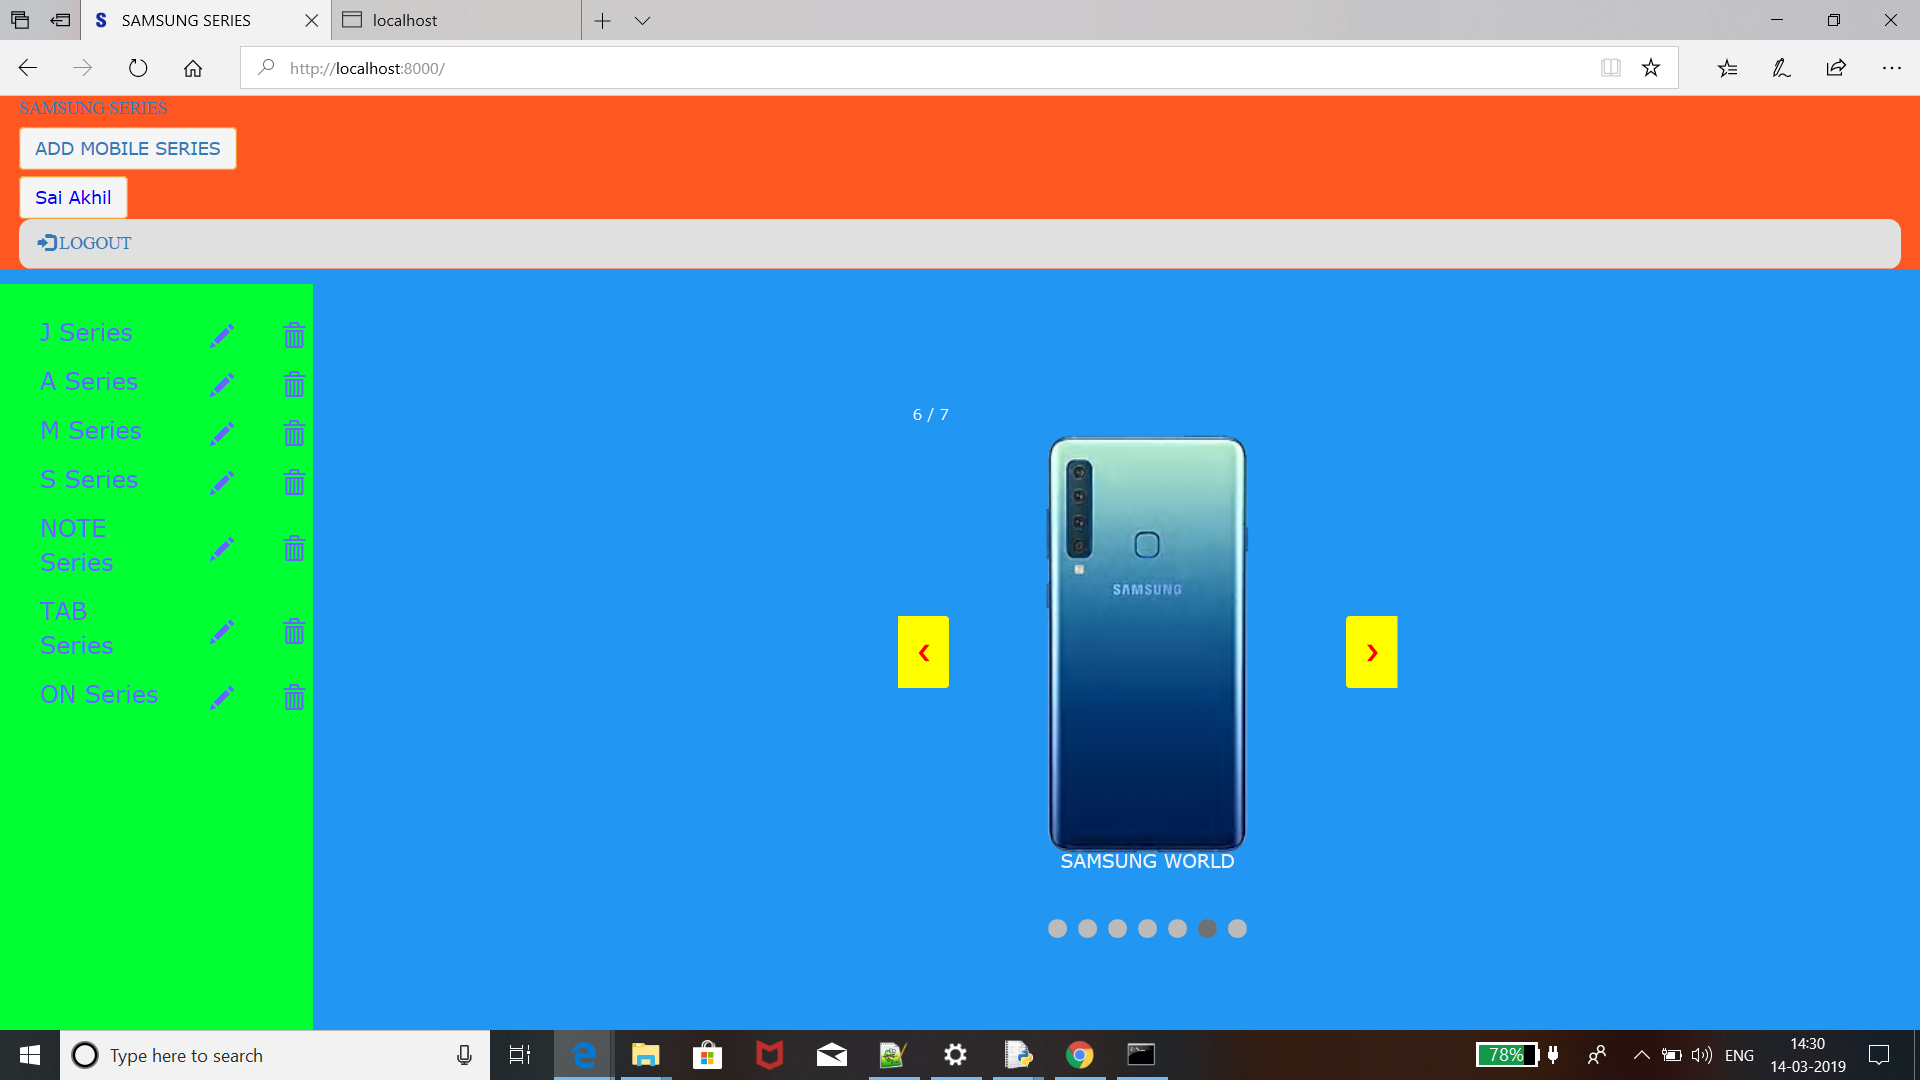 SAMSUNG SERIES
localhost
http://localhost:8000/
SAMSUNG SERIES
ADD MOBILE SERIES
Sai Akhil
LOGOUT
J Series
A Series
M Series
S Series
NOTE
Series
TAB
Series
ON Series
6 / 7
SAMSUNG
‹
›
SAMSUNG WORLD
Type here to search
78%
ENG
14:30
14-03-2019